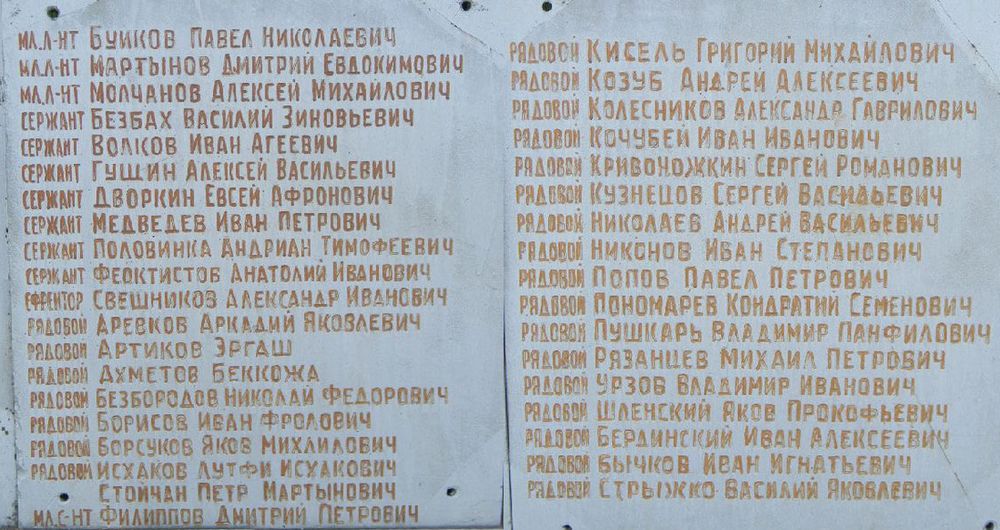 МЛ.Л-НТ БУЙКОВ ПАВЕЛ НИКОЛАЕВИЧ
МЛ.Л-НТ МАРТЫНОВ ДМИТРИЙ ЕВДОКИМОВИЧ
МЛ.Л-НТ МОЛЧАНОВ АЛЕКСЕЙ МИХАЙЛОВИЧ
СЕРЖАНТ БЕЗБАХ ВАСИЛИЙ ЗИНОВЬЕВИЧ
СЕРЖАНТ ВОЛКОВ ИВАН АГЕЕВИЧ
СЕРЖАНТ ГУЩИН АЛЕКСЕЙ ВАСИЛЬЕВИЧ
СЕРЖАНТ ДВОРКИН ЕВСЕЙ АФРОНОВИЧ
СЕРЖАНТ МЕДВЕДЕВ ИВАН ПЕТРОВИЧ
СЕРЖАНТ ПОЛОВИНКА АНДРИАН ТИМОФЕЕВИЧ
СЕРЖАНТ ФЕОКТИСТОВ АНАТОЛИЙ ИВАНОВИЧ
ЕФРЕЙТОР СВЕШНИКОВ АЛЕКСАНДР ИВАНОВИЧ
РЯДОВОЙ АРЕВКОВ АРКАДИЙ ЯКОВЛЕВИЧ
РЯДОВОЙ АРТИКОВ ЭРГАШ
РЯДОВОЙ АХМЕТОВ БЕККОЖА
РЯДОВОЙ БЕЗБОРОДОВ НИКОЛАЙ ФЕДОРОВИЧ
РЯДОВОЙ БОРИСОВ ИВАН ФРОЛОВИЧ
РЯДОВОЙ БОРСУКОВ ЯКОВ МИХЛИЛОВИЧ
РЯДОВОЙ ИСХАКОВ ЛУТФИ ИСХАКОВИЧ
СТОЙЧАН ПЕТР МАРТЫНОВИЧ
МЛ.С-НТ ФИЛИППОВ ДМИТРИЙ ПЕТРОВИЧ
РЯДОВОЙ КИСЕЛЬ ГРИГОРИЙ МИХАЙЛОВИЧ
РЯДОВОЙ КОЗУБ АНДРЕЙ АЛЕКСЕЕВИЧ
РЯДОВОЙ КОЛЕСНИКОВ АЛЕКСАНДР ГАВРИЛОВИЧ
РЯДОВОЙ КОЧУБЕЙ ИВАН ИВАНОВИЧ
РЯДОВОЙ КРИВОНОЖКИН СЕРГЕЙ РОМАНОВИЧ
РЯДОВОЙ КУЗНЕЦОВ СЕРГЕЙ ВАСИЛЬЕВИЧ
РЯДОВОЙ НИКОЛАЕВ АНДРЕЙ ВАСИЛЬЕВИЧ
РЯДОВОЙ НИКОНОВ ИВАН СТЕПАНОВИЧ
РЯДОВОЙ ПОПОВ ПАВЕЛ ПЕТРОВИЧ
РЯДОВОЙ ПОНОМАРЕВ КОНДРАТИЙ СЕМЕНОВИЧ
РЯДОВОЙ ПУШКАРЬ ВЛАДИМИР ПАНФИЛОВИЧ
РЯДОВОЙ РЯЗАНЦЕВ МИХАИЛ ПЕТРОВИЧ
РЯДОВОЙ УРЗОВ ВЛАДИМИР ИВАНОВИЧ
РЯДОВОЙ ШЛЕНСКИЙ ЯКОВ ПРОКОФЬЕВИЧ
РЯДОВОЙ БЕРДИНСКИЙ ИВАН АЛЕКСЕЕВИЧ
РЯДОВОЙ БЫЧКОВ ИВАН ИГНАТЬЕВИЧ
РЯДОВОЙ СТРЫЖКО ВАСИЛИЙ ЯКОВЛЕВИЧ